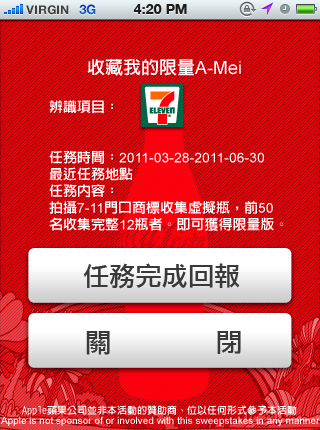 VIRGIN 3G 4:20 PM
收藏我的限量A-Mei
辨識項目：
7 ELEVEN
任務時間：2011-03-28-2011-06-30
最近任務地點
任務內容：
拍攝7-11門口商標收集虛擬瓶，前50
名收集完整12瓶者。即可獲得限量版。
任務完成回報
關 閉
Apple蘋果公司並非本活動的贊助商、位以任何形式參予本活動
Apple is not sponsor of or involved with this sweepstakes in any manner